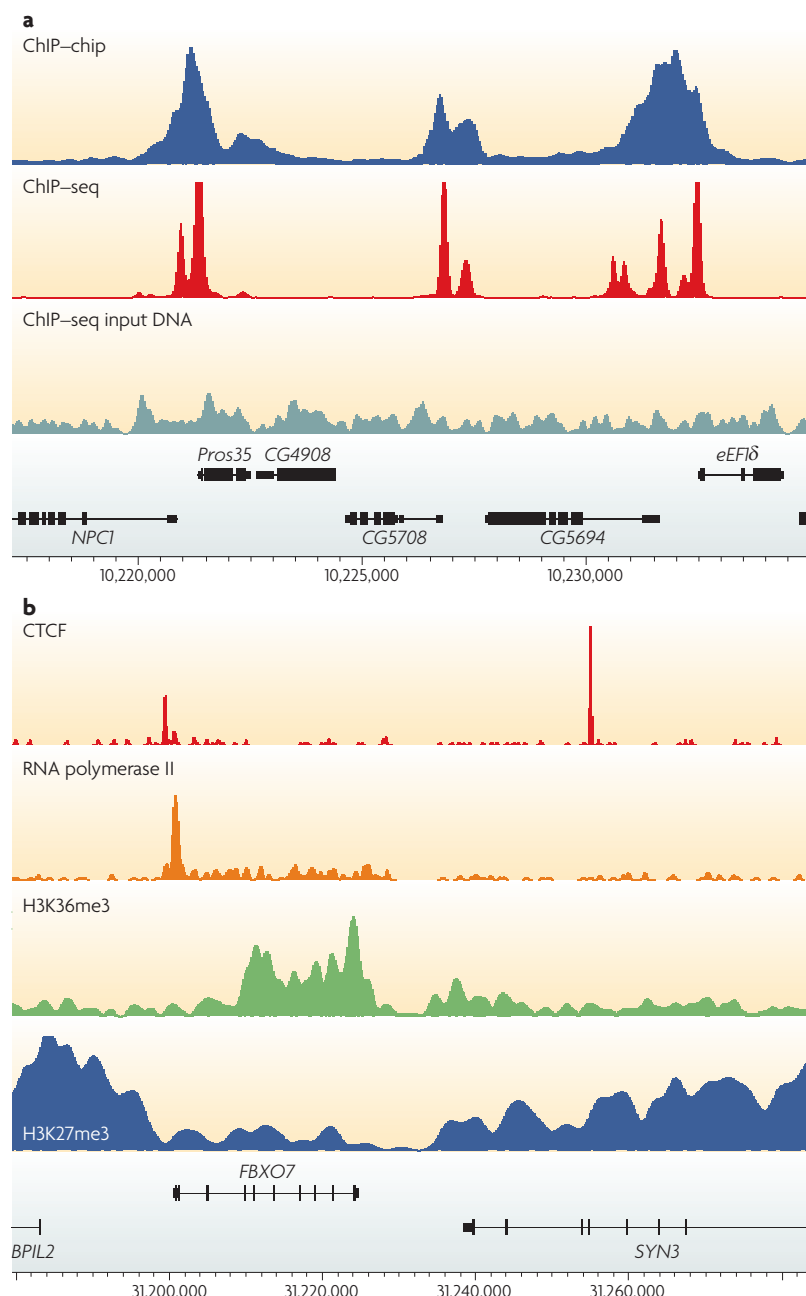 a
ChIP–chip
ChIP–seq
ChIP–seq input DNA
Pros35 CG4908 eEF1δ
NPC1 CG5708 CG5694
10,220,000 10,225,000 10,230,000
b
CTCF
RNA polymerase II
H3K36me3
H3K27me3
FBXO7
BPIL2 SYN3
31,200,000 31,220,000 31,240,000 31,260,000